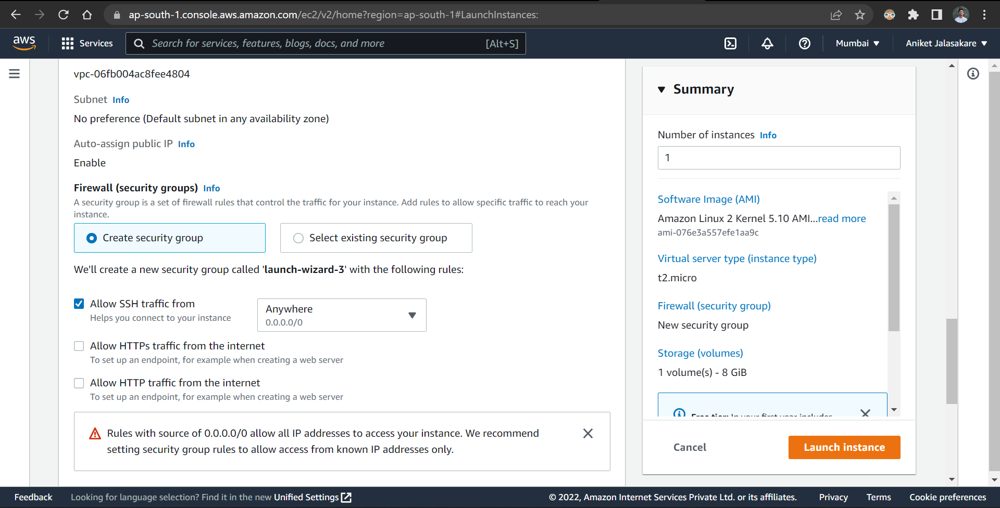 ap-south-1.console.aws.amazon.com/ec2/v2/home?region=ap-south-1#LaunchInstances:
aws
Services
Search for services, features, blogs, docs, and more
[Alt+S]
Mumbai
Aniket Jalasakare
vpc-06fb004ac8fee4804
Subnet Info
No preference (Default subnet in any availability zone)
Auto-assign public IP Info
Enable
Firewall (security groups) Info
A security group is a set of firewall rules that control the traffic for your instance. Add rules to allow specific traffic to reach your
instance.
Create security group
Select existing security group
We'll create a new security group called 'launch-wizard-3' with the following rules:
Allow SSH traffic from
Helps you connect to your instance
Anywhere
0.0.0.0/0
Allow HTTPs traffic from the internet
To set up an endpoint, for example when creating a web server
Allow HTTP traffic from the internet
To set up an endpoint, for example when creating a web server
Rules with source of 0.0.0.0/0 allow all IP addresses to access your instance. We recommend
setting security group rules to allow access from known IP addresses only.
Summary
Number of instances Info
1
Software Image (AMI)
Amazon Linux 2 Kernel 5.10 AMI...read more
ami-076e3a557efe1aa9c
Virtual server type (instance type)
t2.micro
Firewall (security group)
New security group
Storage (volumes)
1 volume(s) - 8 GiB
Free tier: In your first year includes
Cancel
Launch instance
Feedback
Looking for language selection? Find it in the new Unified Settings
© 2022, Amazon Internet Services Private Ltd. or its affiliates.
Privacy
Terms
Cookie preferences